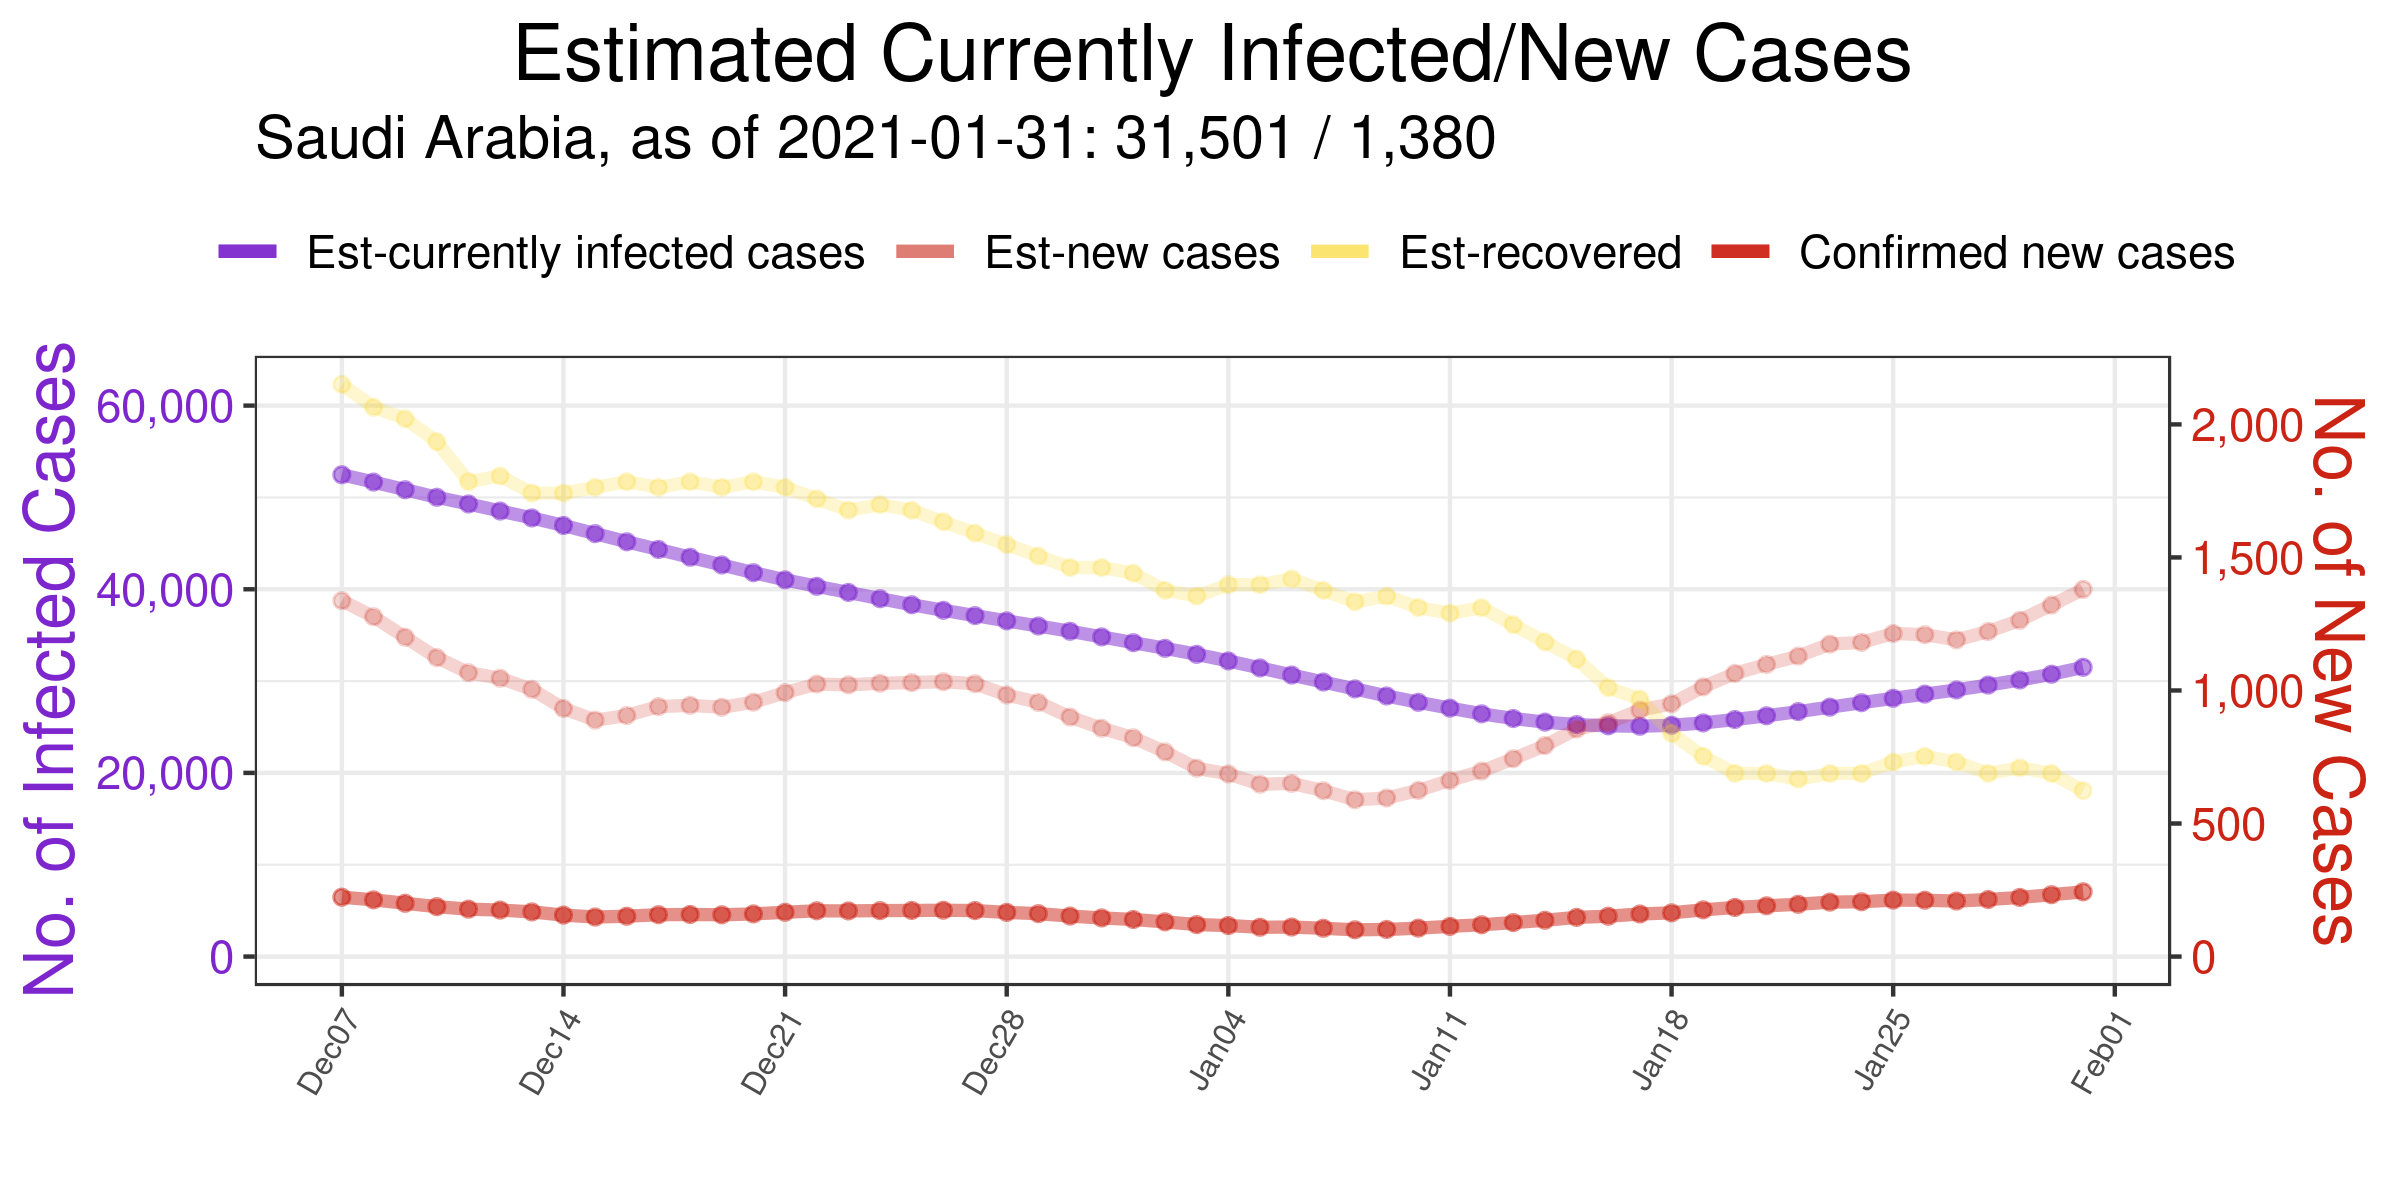 Estimated Currently Infected/New Cases
Saudi Arabia, as of 2021-01-31: 31,501 / 1,380
Est-currently infected cases Est-new cases Est-recovered Confirmed new cases
No. of Infected Cases
60,000
40,000
20,000
0
2,000
1,500
1,000
500
0
No. of New Cases
Dec07 Dec14 Dec21 Dec28 Jan04 Jan11 Jan18 Jan25 Feb01